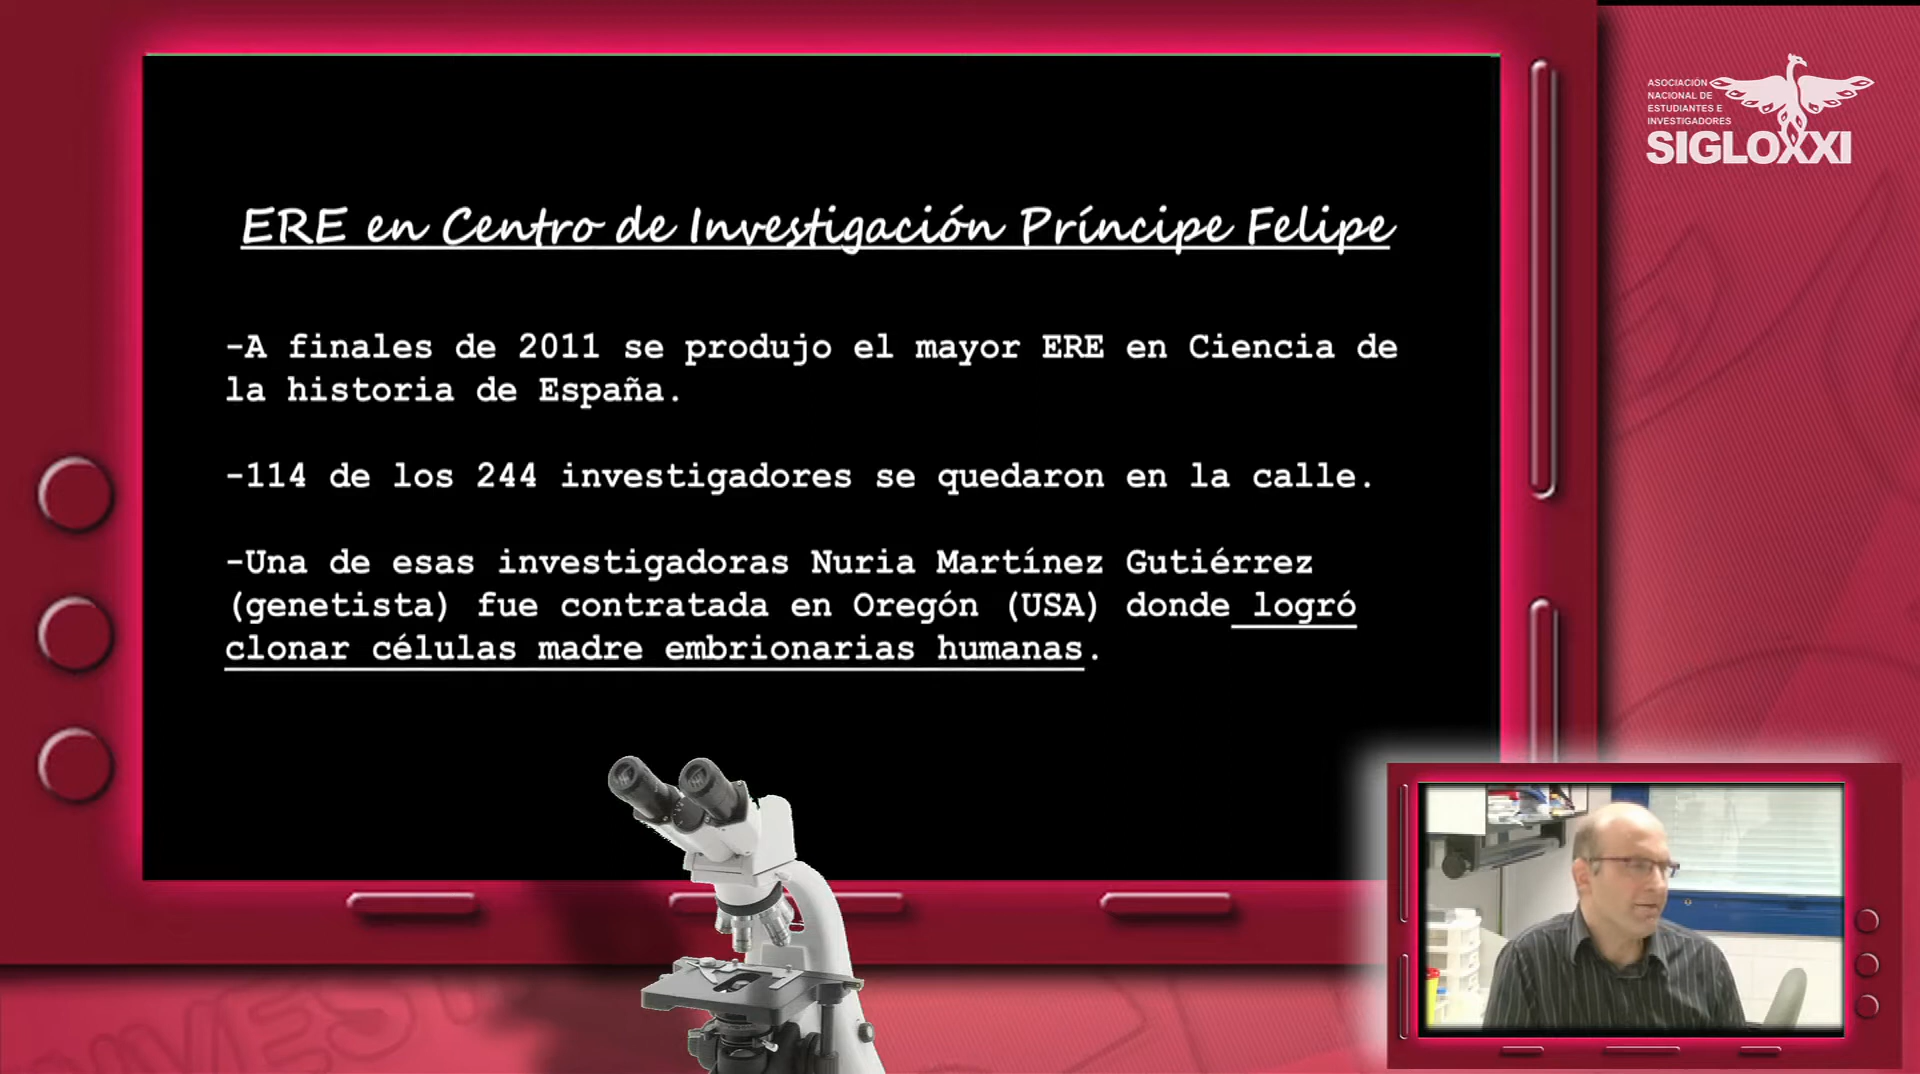 ASOCIACIÓN
NACIONAL DE
ESTUDIANTES E
INVESTIGADORES
SIGLOXXI
ERE en Centro de Investigación Príncipe Felipe
-A finales de 2011 se produjo el mayor ERE en Ciencia de
la historia de España.
-114 de los 244 investigadores se quedaron en la calle.
-Una de esas investigadoras Nuria Martínez Gutiérrez
(genetista) fue contratada en Oregón (USA) donde logró
clonar células madre embrionarias humanas.